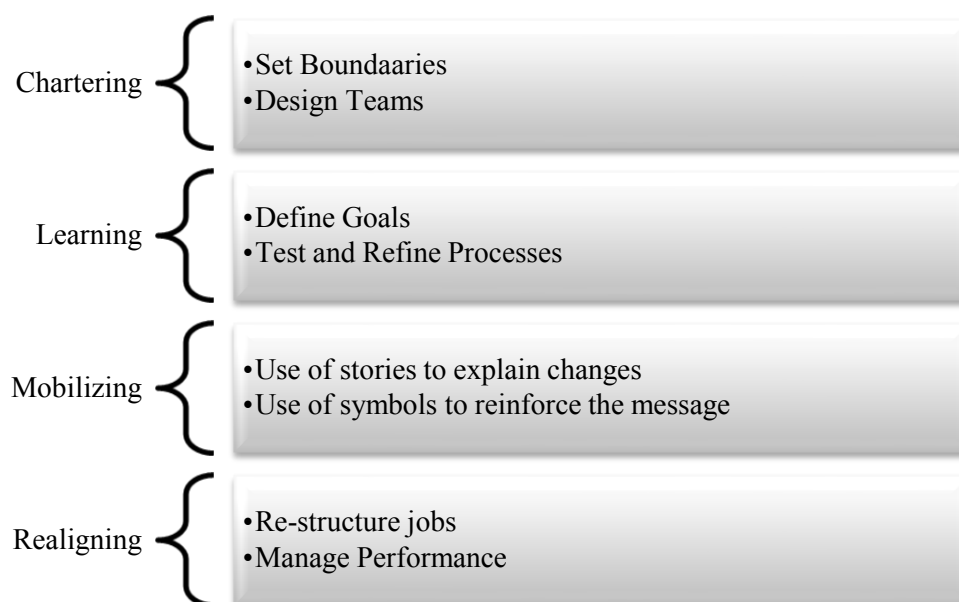 Chartering
•Set Boundaaries
•Design Teams
Learning
•Define Goals
•Test and Refine Processes
Mobilizing
•Use of stories to explain changes
•Use of symbols to reinforce the message
Realigning
•Re-structure jobs
•Manage Performance